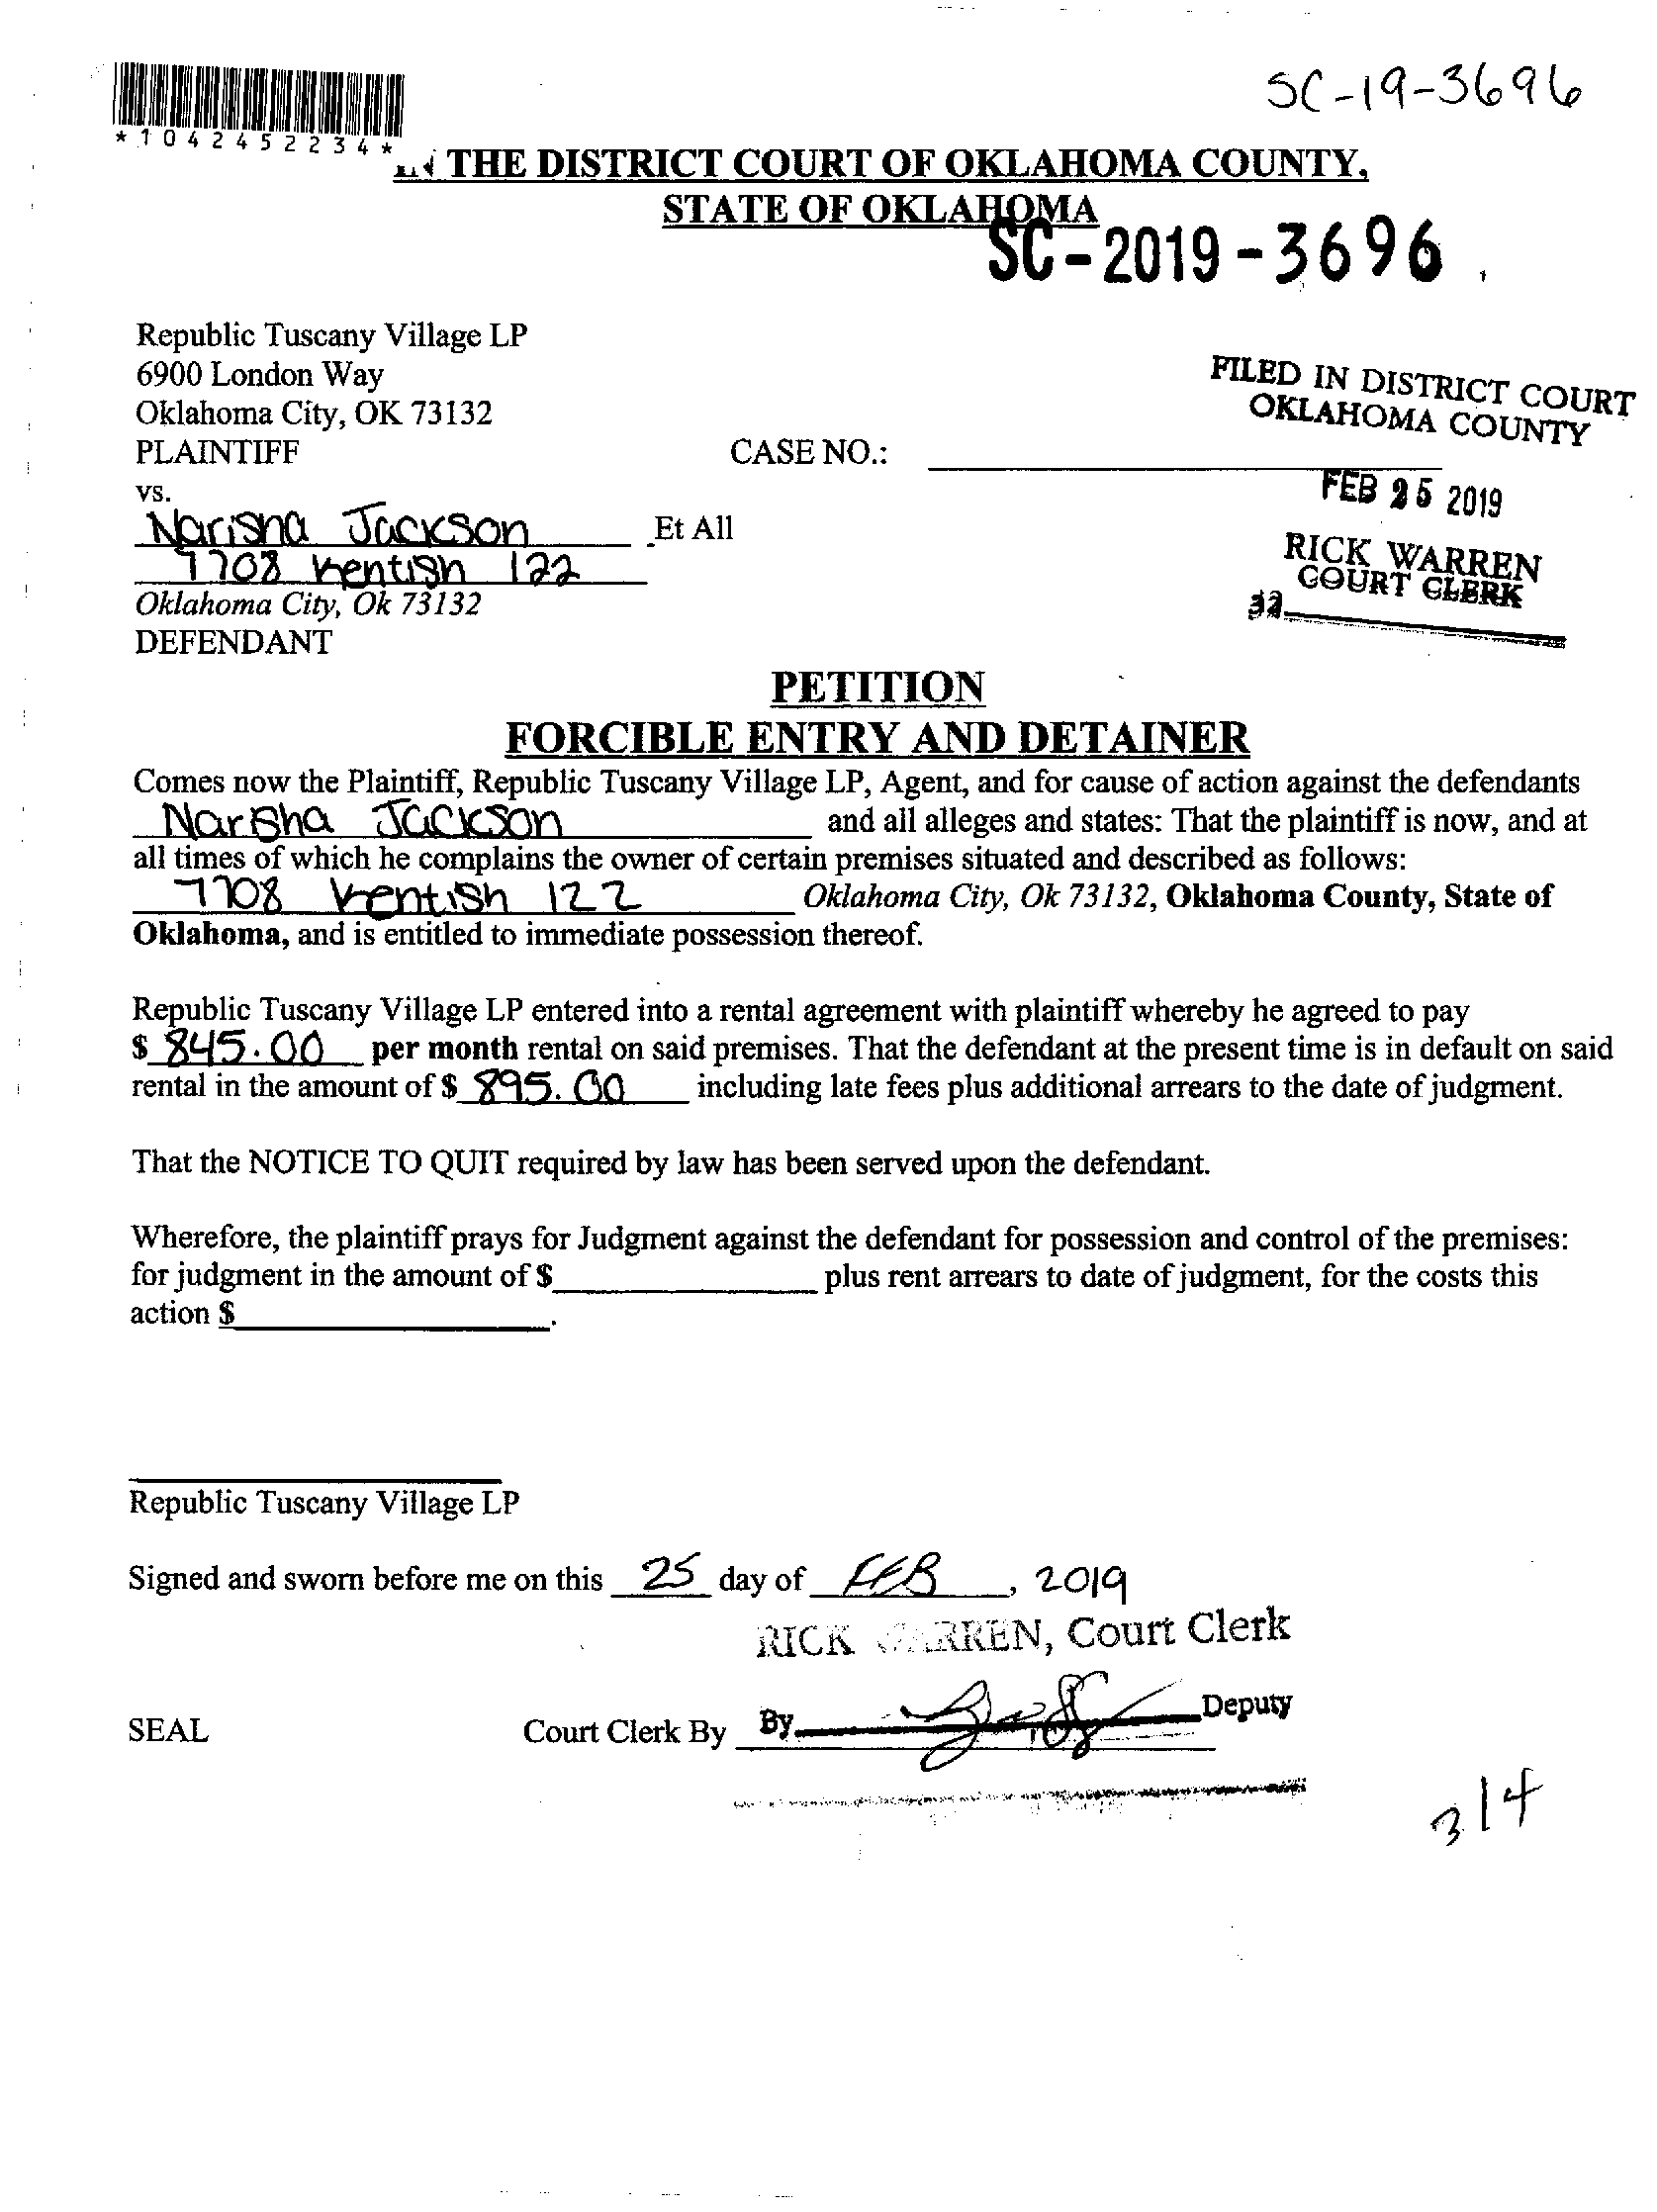 SC-19-3696
*1042452234*
THE DISTRICT COURT OF OKLAHOMA COUNTY,
STATE OF OKLAHOMA
SC-2019-3696
Republic Tuscany Village LP
6900 London Way
Oklahoma City, OK 73132
PLAINTIFF
CASE NO.:
vs.
FILED IN DISTRICT COURT
OKLAHOMA COUNTY
FEB 25 2019
RICK WARREN
COURT CLERK
32
Narisha Jackson Et All
7708 Kentish 122
Oklahoma City, Ok 73132
DEFENDANT
PETITION
FORCIBLE ENTRY AND DETAINER
Comes now the Plaintiff, Republic Tuscany Village LP, Agent, and for cause of action against the defendants
Narisha Jackson and all alleges and states: That the plaintiff is now, and at
all times of which he complains the owner of certain premises situated and described as follows:
7708 Kentish 122 Oklahoma City, Ok 73132, Oklahoma County, State of
Oklahoma, and is entitled to immediate possession thereof.
Republic Tuscany Village LP entered into a rental agreement with plaintiff whereby he agreed to pay
$ 845.00 per month rental on said premises. That the defendant at the present time is in default on said
rental in the amount of $ 895.00 including late fees plus additional arrears to the date of judgment.
That the NOTICE TO QUIT required by law has been served upon the defendant.
Wherefore, the plaintiff prays for Judgment against the defendant for possession and control of the premises:
for judgment in the amount of $ plus rent arrears to date of judgment, for the costs this
action $ .
Republic Tuscany Village LP
Signed and sworn before me on this 25 day of FEB, 2019
RICK WARREN, Court Clerk
SEAL
Court Clerk By By Deputy
3/4